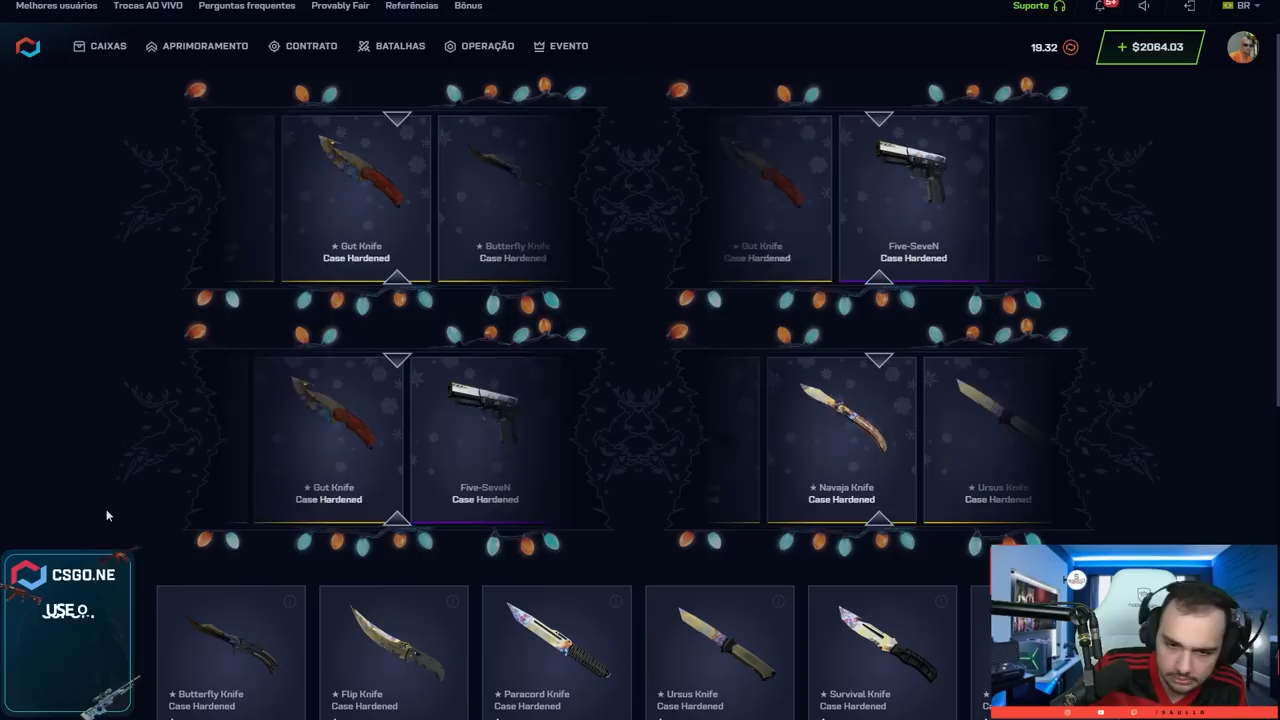 Melhores usuários Trocas AO VIVO Perguntas frequentes Provably Fair Referências Bônus Suporte 5+ BR
CAIXAS APRIMORAMENTO CONTRATO BATALHAS OPERAÇÃO EVENTO 19.32 + $2064.03
★ Gut Knife ★ Butterfly Knife ★ Gut Knife Five-SeveN
Case Hardened Case Hardened Case Hardened Case Hardened
★ Gut Knife Five-SeveN ★ Navaja Knife ★ Ursus Knife
Case Hardened Case Hardened Case Hardened Case Hardened
CSGO.NE
USE
★ Butterfly Knife ★ Flip Knife ★ Paracord Knife ★ Ursus Knife ★ Survival Knife
Case Hardened Case Hardened Case Hardened Case Hardened Case Hardened